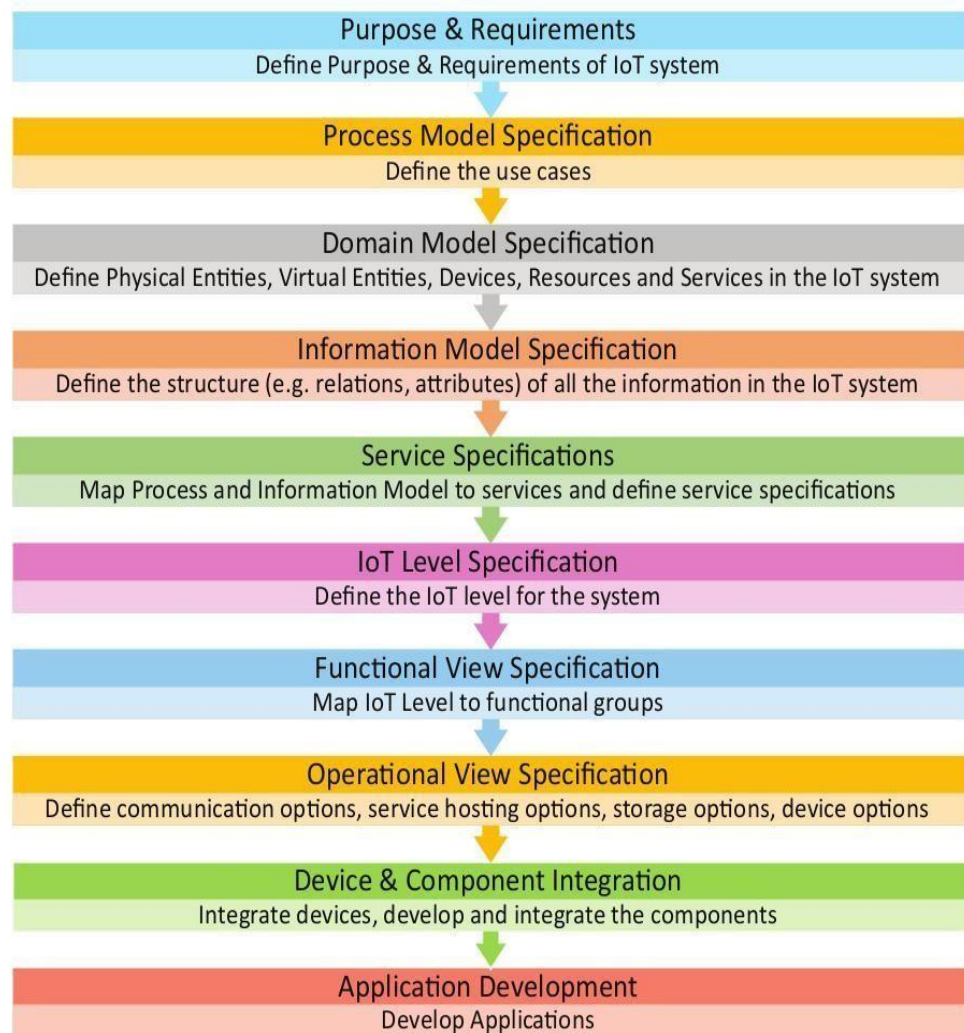 Purpose & Requirements
Define Purpose & Requirements of IoT system
Process Model Specification
Define the use cases
Domain Model Specification
Define Physical Entities, Virtual Entities, Devices, Resources and Services in the IoT system
Information Model Specification
Define the structure (e.g. relations, attributes) of all the information in the IoT system
Service Specifications
Map Process and Information Model to services and define service specifications
IoT Level Specification
Define the IoT level for the system
Functional View Specification
Map IoT Level to functional groups
Operational View Specification
Define communication options, service hosting options, storage options, device options
Device & Component Integration
Integrate devices, develop and integrate the components
Application Development
Develop Applications